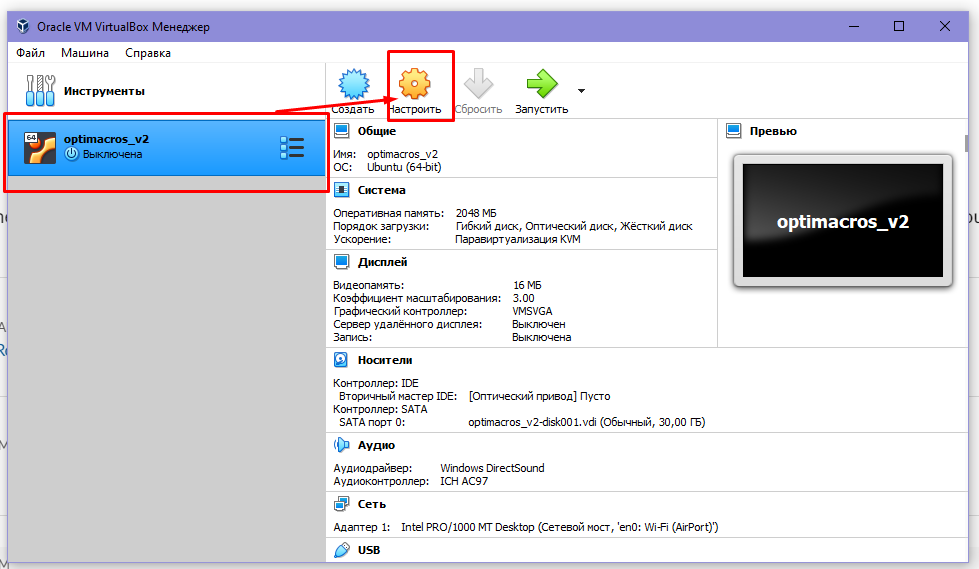 Oracle VM VirtualBox Менеджер
Файл Машина Справка
Инструменты
Создать Настроить Сбросить Запустить
64
optimacros_v2
Выключена
Общие
Имя: optimacros_v2
ОС: Ubuntu (64-bit)
Превью
optimacros_v2
Система
Оперативная память: 2048 МБ
Порядок загрузки: Гибкий диск, Оптический диск, Жёсткий диск
Ускорение: Паравиртуализация KVM
Дисплей
Видеопамять: 16 МБ
Коэффициент масштабирования: 3.00
Графический контроллер: VMSVGA
Сервер удалённого дисплея: Выключен
Запись: Выключена
Носители
Контроллер: IDE
Вторичный мастер IDE: [Оптический привод] Пусто
Контроллер: SATA
SATA порт 0: optimacros_v2-disk001.vdi (Обычный, 30,00 ГБ)
Аудио
Аудиодрайвер: Windows DirectSound
Аудиоконтроллер: ICH AC97
Сеть
Адаптер 1: Intel PRO/1000 MT Desktop (Сетевой мост, 'en0: Wi-Fi (AirPort)')
USB